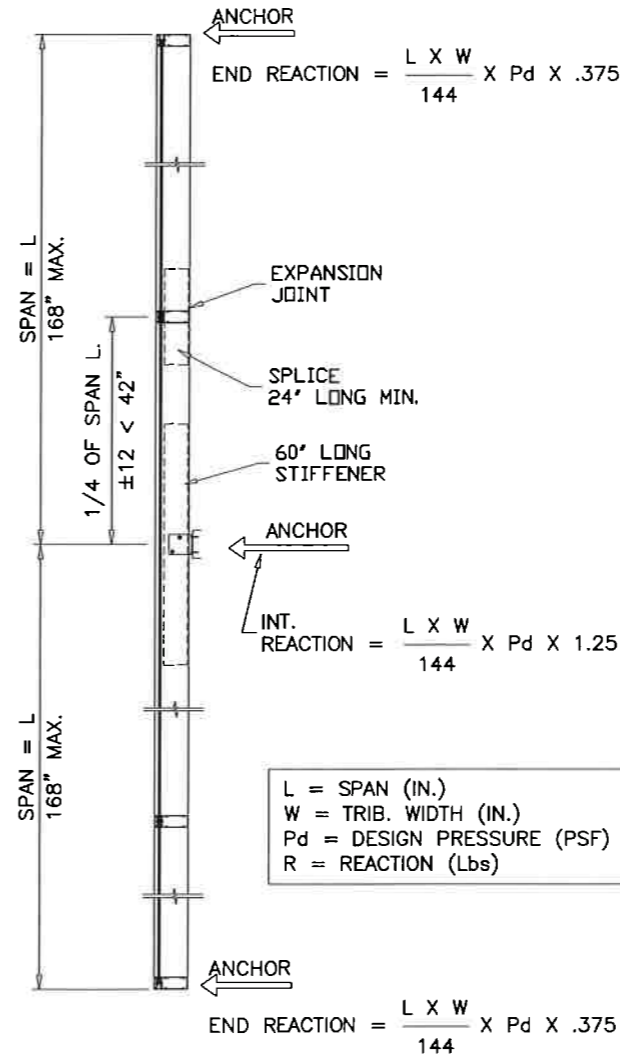 ANCHOR
END REACTION = L X W / 144 X Pd X .375
SPAN = L
168" MAX.
EXPANSION
JOINT
1/4 OF SPAN L.
±12 < 42"
SPLICE
24" LONG MIN.
60" LONG
STIFFENER
ANCHOR
INT.
REACTION = L X W / 144 X Pd X 1.25
SPAN = L
168" MAX.
L = SPAN (IN.)
W = TRIB. WIDTH (IN.)
Pd = DESIGN PRESSURE (PSF)
R = REACTION (Lbs)
ANCHOR
END REACTION = L X W / 144 X Pd X .375